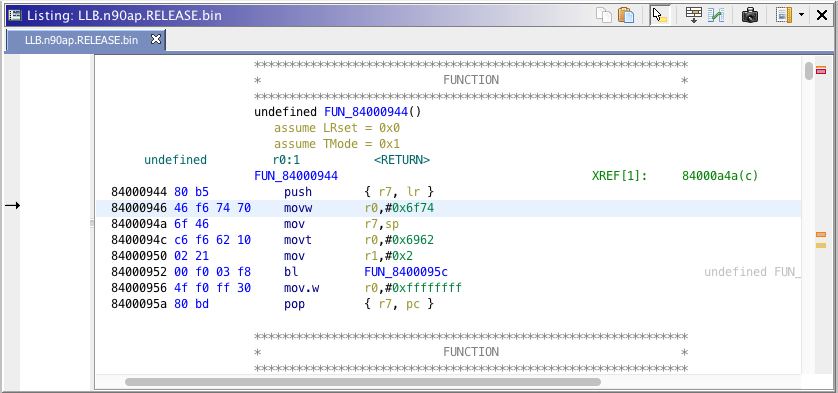 Listing: LLB.n90ap.RELEASE.bin
LLB.n90ap.RELEASE.bin
**************************************************************
* FUNCTION *
**************************************************************
undefined FUN_84000944()
assume LRset = 0x0
assume TMode = 0x1
undefined r0:1 <RETURN>
FUN_84000944 XREF[1]: 84000a4a(c)
84000944 80 b5 push { r7, lr }
84000946 46 f6 74 70 movw r0,#0x6f74
8400094a 6f 46 mov r7,sp
8400094c c6 f6 62 10 movt r0,#0x6962
84000950 02 21 mov r1,#0x2
84000952 00 f0 03 f8 bl FUN_8400095c undefined FUN_
84000956 4f f0 ff 30 mov.w r0,#0xffffffff
8400095a 80 bd pop { r7, pc }
**************************************************************
* FUNCTION *
**************************************************************